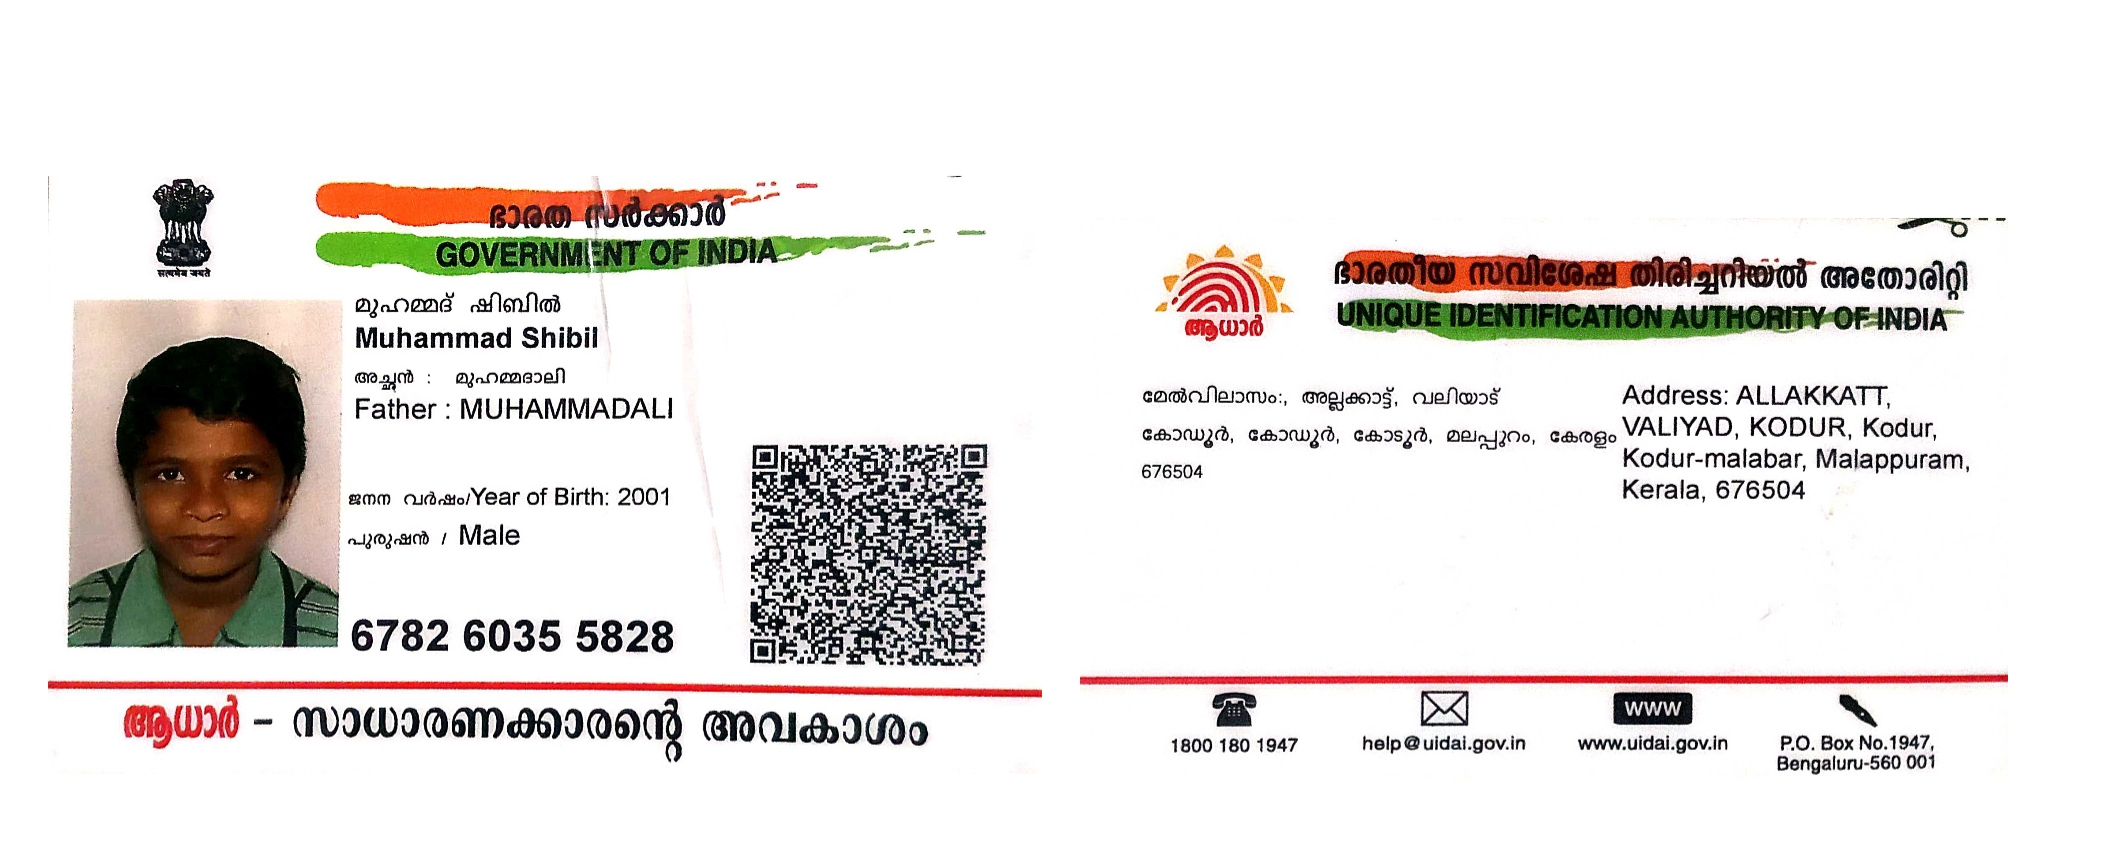 सत्यमेव जयते
ഭാരത സർക്കാർ
GOVERNMENT OF INDIA
മുഹമ്മദ് ഷിബിൽ
Muhammad Shibil
അച്ഛൻ : മുഹമ്മദാലി
Father : MUHAMMADALI
ജനന വർഷം/Year of Birth: 2001
പുരുഷൻ / Male
6782 6035 5828
ആധാർ – സാധാരണക്കാരന്റെ അവകാശം
ഭാരതീയ സവിശേഷ തിരിച്ചറിയൽ അതോരിറ്റി
UNIQUE IDENTIFICATION AUTHORITY OF INDIA
ആധാർ
മേൽവിലാസം:, അല്ലക്കാട്ട്, വലിയാട്
കോഡൂർ, കോഡൂർ, കോടൂർ, മലപ്പുറം, കേരളം
676504
Address: ALLAKKATT,
VALIYAD, KODUR, Kodur,
Kodur-malabar, Malappuram,
Kerala, 676504
WWW
1800 180 1947
help@uidai.gov.in
www.uidai.gov.in
P.O. Box No.1947,
Bengaluru-560 001